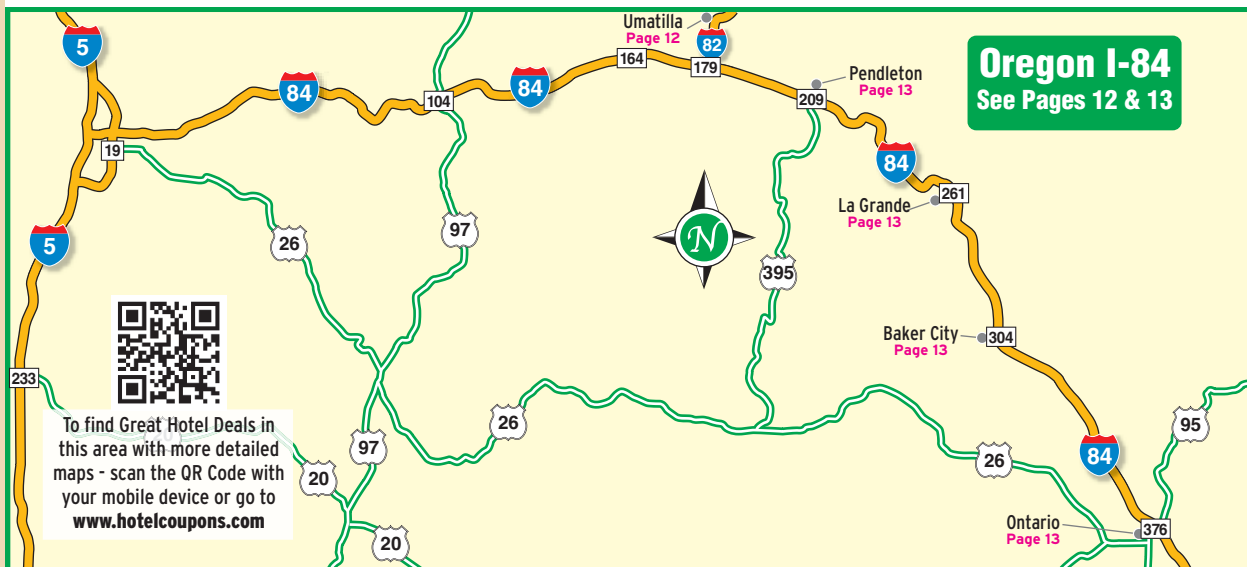 Umatilla
Page 12
5
82
164
179
Oregon I-84
See Pages 12 & 13
84
84
Pendleton
Page 13
104
209
19
84
261
La Grande
Page 13
97
26
N
5
395
Baker City
Page 13
304
233
To find Great Hotel Deals in
this area with more detailed
maps - scan the QR Code with
your mobile device or go to
www.hotelcoupons.com
20
26
97
95
84
26
20
20
Ontario
Page 13
376